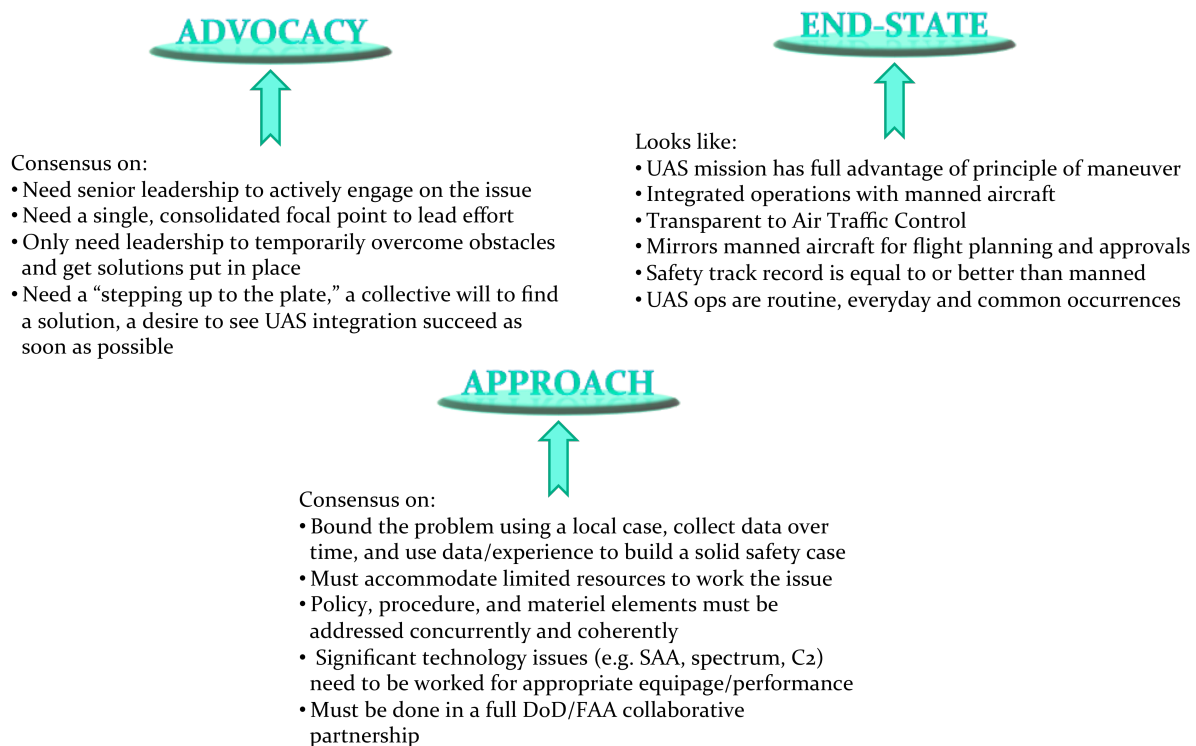 ADVOCACY
Consensus on:
• Need senior leadership to actively engage on the issue
• Need a single, consolidated focal point to lead effort
• Only need leadership to temporarily overcome obstacles
and get solutions put in place
• Need a “stepping up to the plate,” a collective will to find
a solution, a desire to see UAS integration succeed as
soon as possible
END-STATE
Looks like:
• UAS mission has full advantage of principle of maneuver
• Integrated operations with manned aircraft
• Transparent to Air Traffic Control
• Mirrors manned aircraft for flight planning and approvals
• Safety track record is equal to or better than manned
• UAS ops are routine, everyday and common occurrences
APPROACH
Consensus on:
• Bound the problem using a local case, collect data over
time, and use data/experience to build a solid safety case
• Must accommodate limited resources to work the issue
• Policy, procedure, and materiel elements must be
addressed concurrently and coherently
• Significant technology issues (e.g. SAA, spectrum, C2)
need to be worked for appropriate equipage/performance
• Must be done in a full DoD/FAA collaborative
partnership